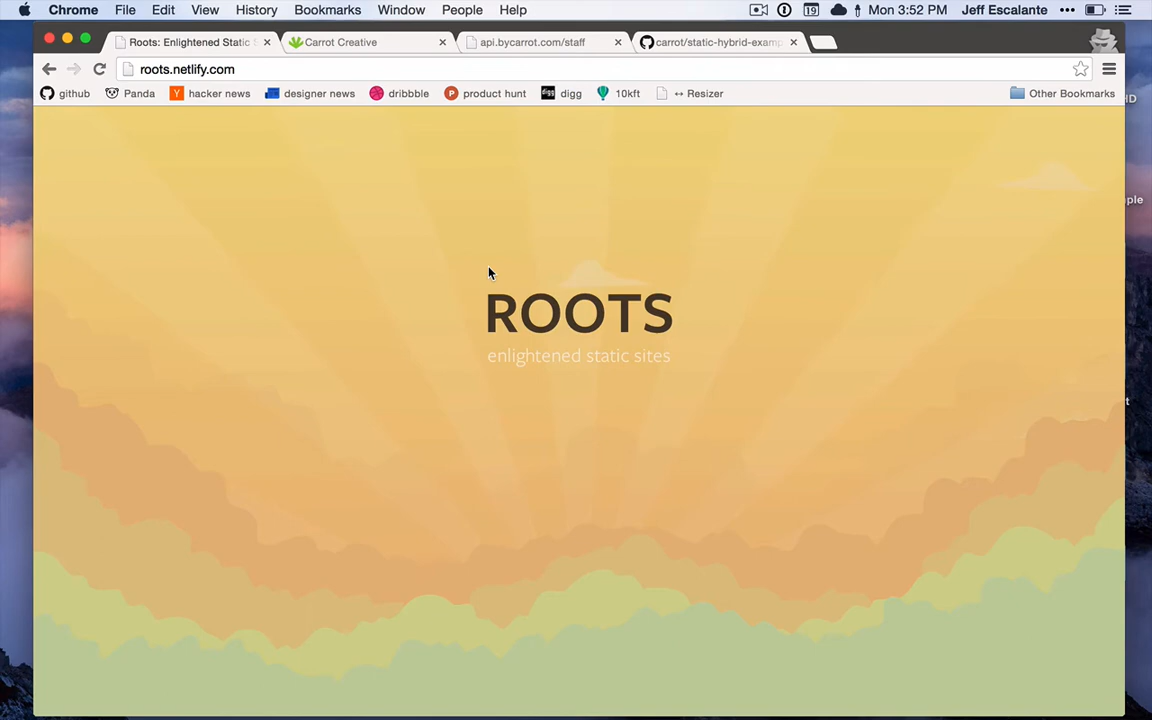 Chrome File Edit View History Bookmarks Window People Help 19 Mon 3:52 PM Jeff Escalante
Roots: Enlightened Static Carrot Creative api.bycarrot.com/staff carrot/static-hybrid-examp
roots.netlify.com
github Panda hacker news designer news dribbble product hunt digg 10kft ↔ Resizer Other Bookmarks
ROOTS
enlightened static sites